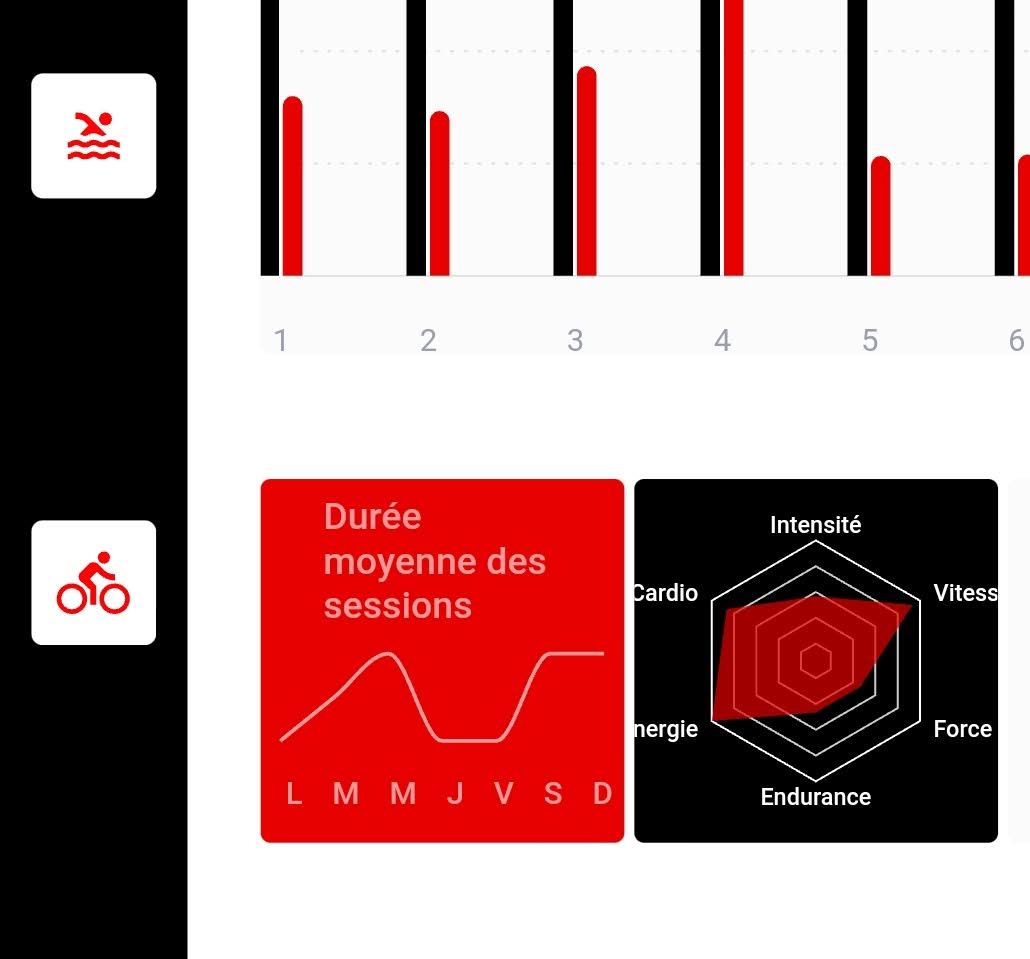 1 2 3 4 5 6
Durée
moyenne des
sessions
L M M J V S D
Intensité
Cardio
Vitess
nergie
Force
Endurance